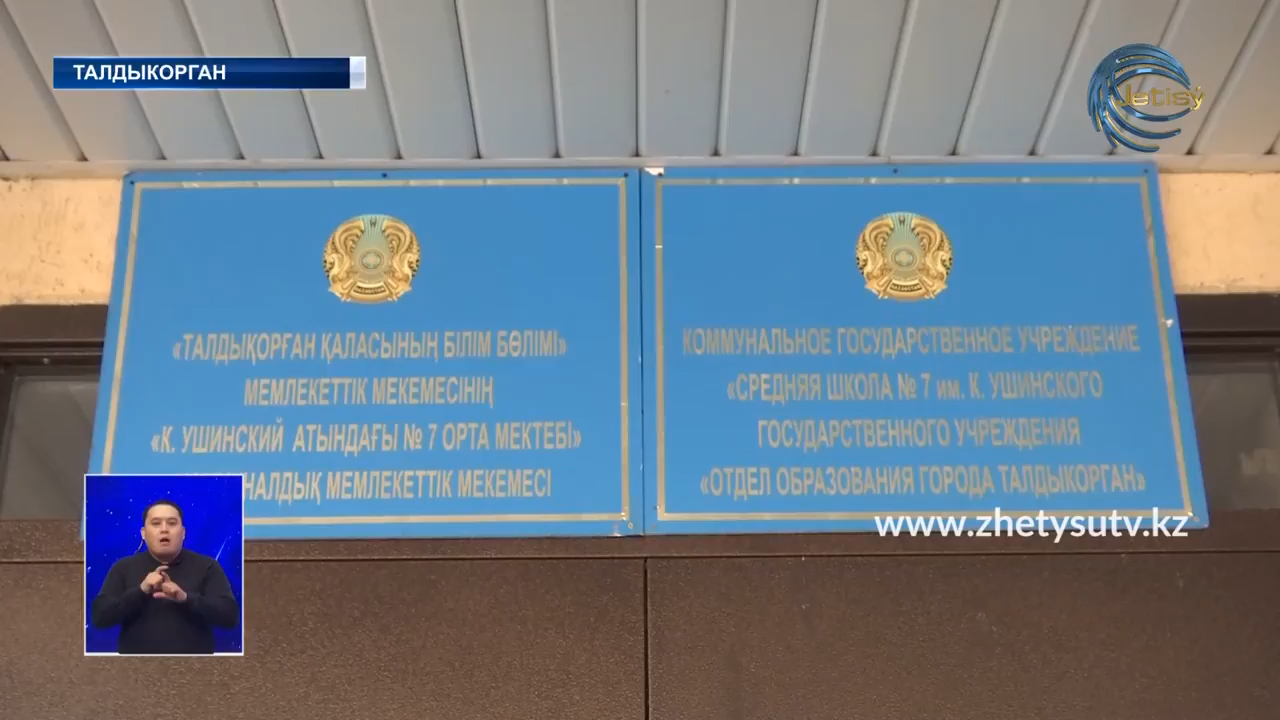 ТАЛДЫКОРГАН
Jetisý
«ТАЛДЫҚОРҒАН ҚАЛАСЫНЫҢ БІЛІМ БӨЛІМІ»
МЕМЛЕКЕТТІК МЕКЕМЕСІНІҢ
«К. УШИНСКИЙ АТЫНДАҒЫ № 7 ОРТА МЕКТЕБІ»
МЕМЛЕКЕТТІК МЕКЕМЕСІ
КОММУНАЛЬНОЕ ГОСУДАРСТВЕННОЕ УЧРЕЖДЕНИЕ
«СРЕДНЯЯ ШКОЛА № 7 им. К. УШИНСКОГО
ГОСУДАРСТВЕННОГО УЧРЕЖДЕНИЯ
«ОТДЕЛ ОБРАЗОВАНИЯ ГОРОДА ТАЛДЫКОРГАН»
www.zhetysutv.kz